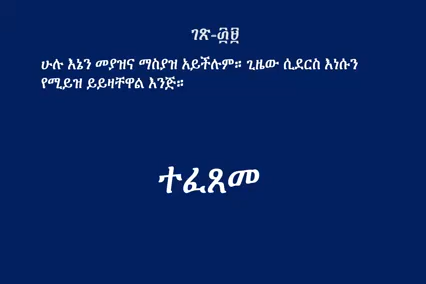 ገጽ-፴፱
ሁሉ እኔን መያዝና ማስያዝ አይችሉም። ጊዜው ሲደርስ እነሱን
የሚይዝ ይይዛቸዋል እንጅ።
ተፈጸመ